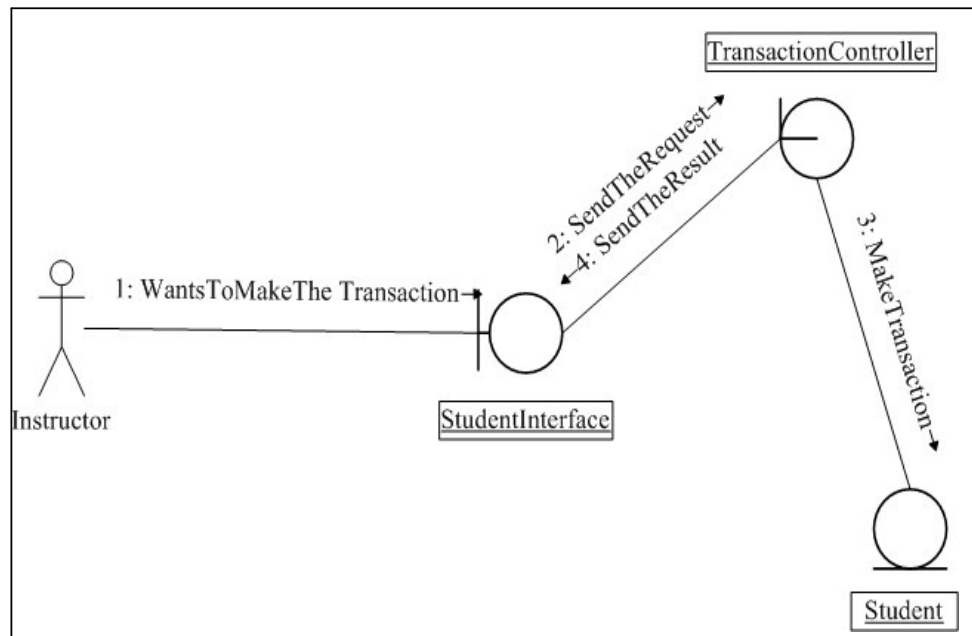 TransactionController
2: SendTheRequest
4: SendTheResult
1: WantsToMakeThe Transaction
3: MakeTransaction
Instructor
StudentInterface
Student